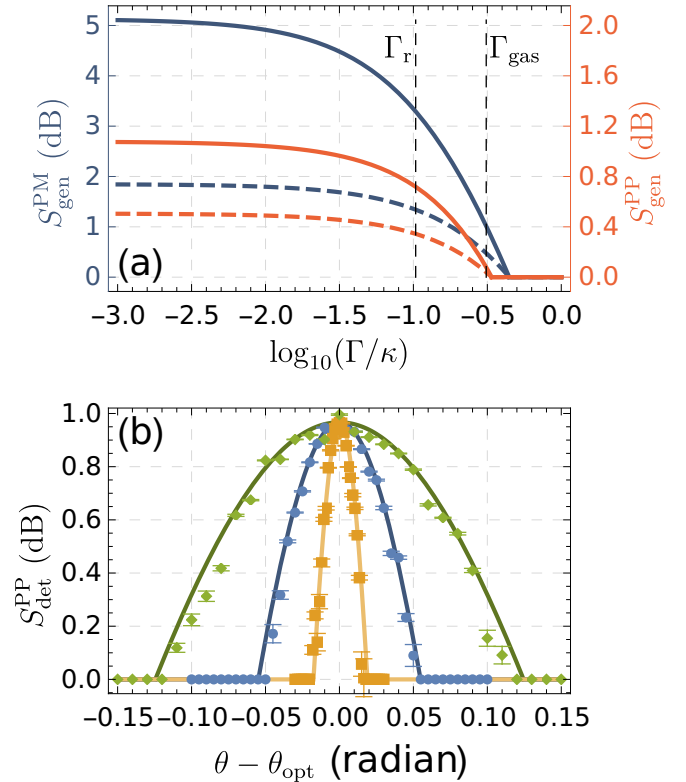 5 4 3 2 1 0
S_gen^PM (dB)
2.0 1.6 1.2 0.8 0.4 0.0
S_gen^PP (dB)
Γ_r Γ_gas
(a)
−3.0 −2.5 −2.0 −1.5 −1.0 −0.5 0.0
log₁₀(Γ/κ)
(b)
1.0 0.8 0.6 0.4 0.2 0.0
S_det^PP (dB)
−0.15 −0.10 −0.05 0.00 0.05 0.10 0.15
θ − θ_opt (radian)